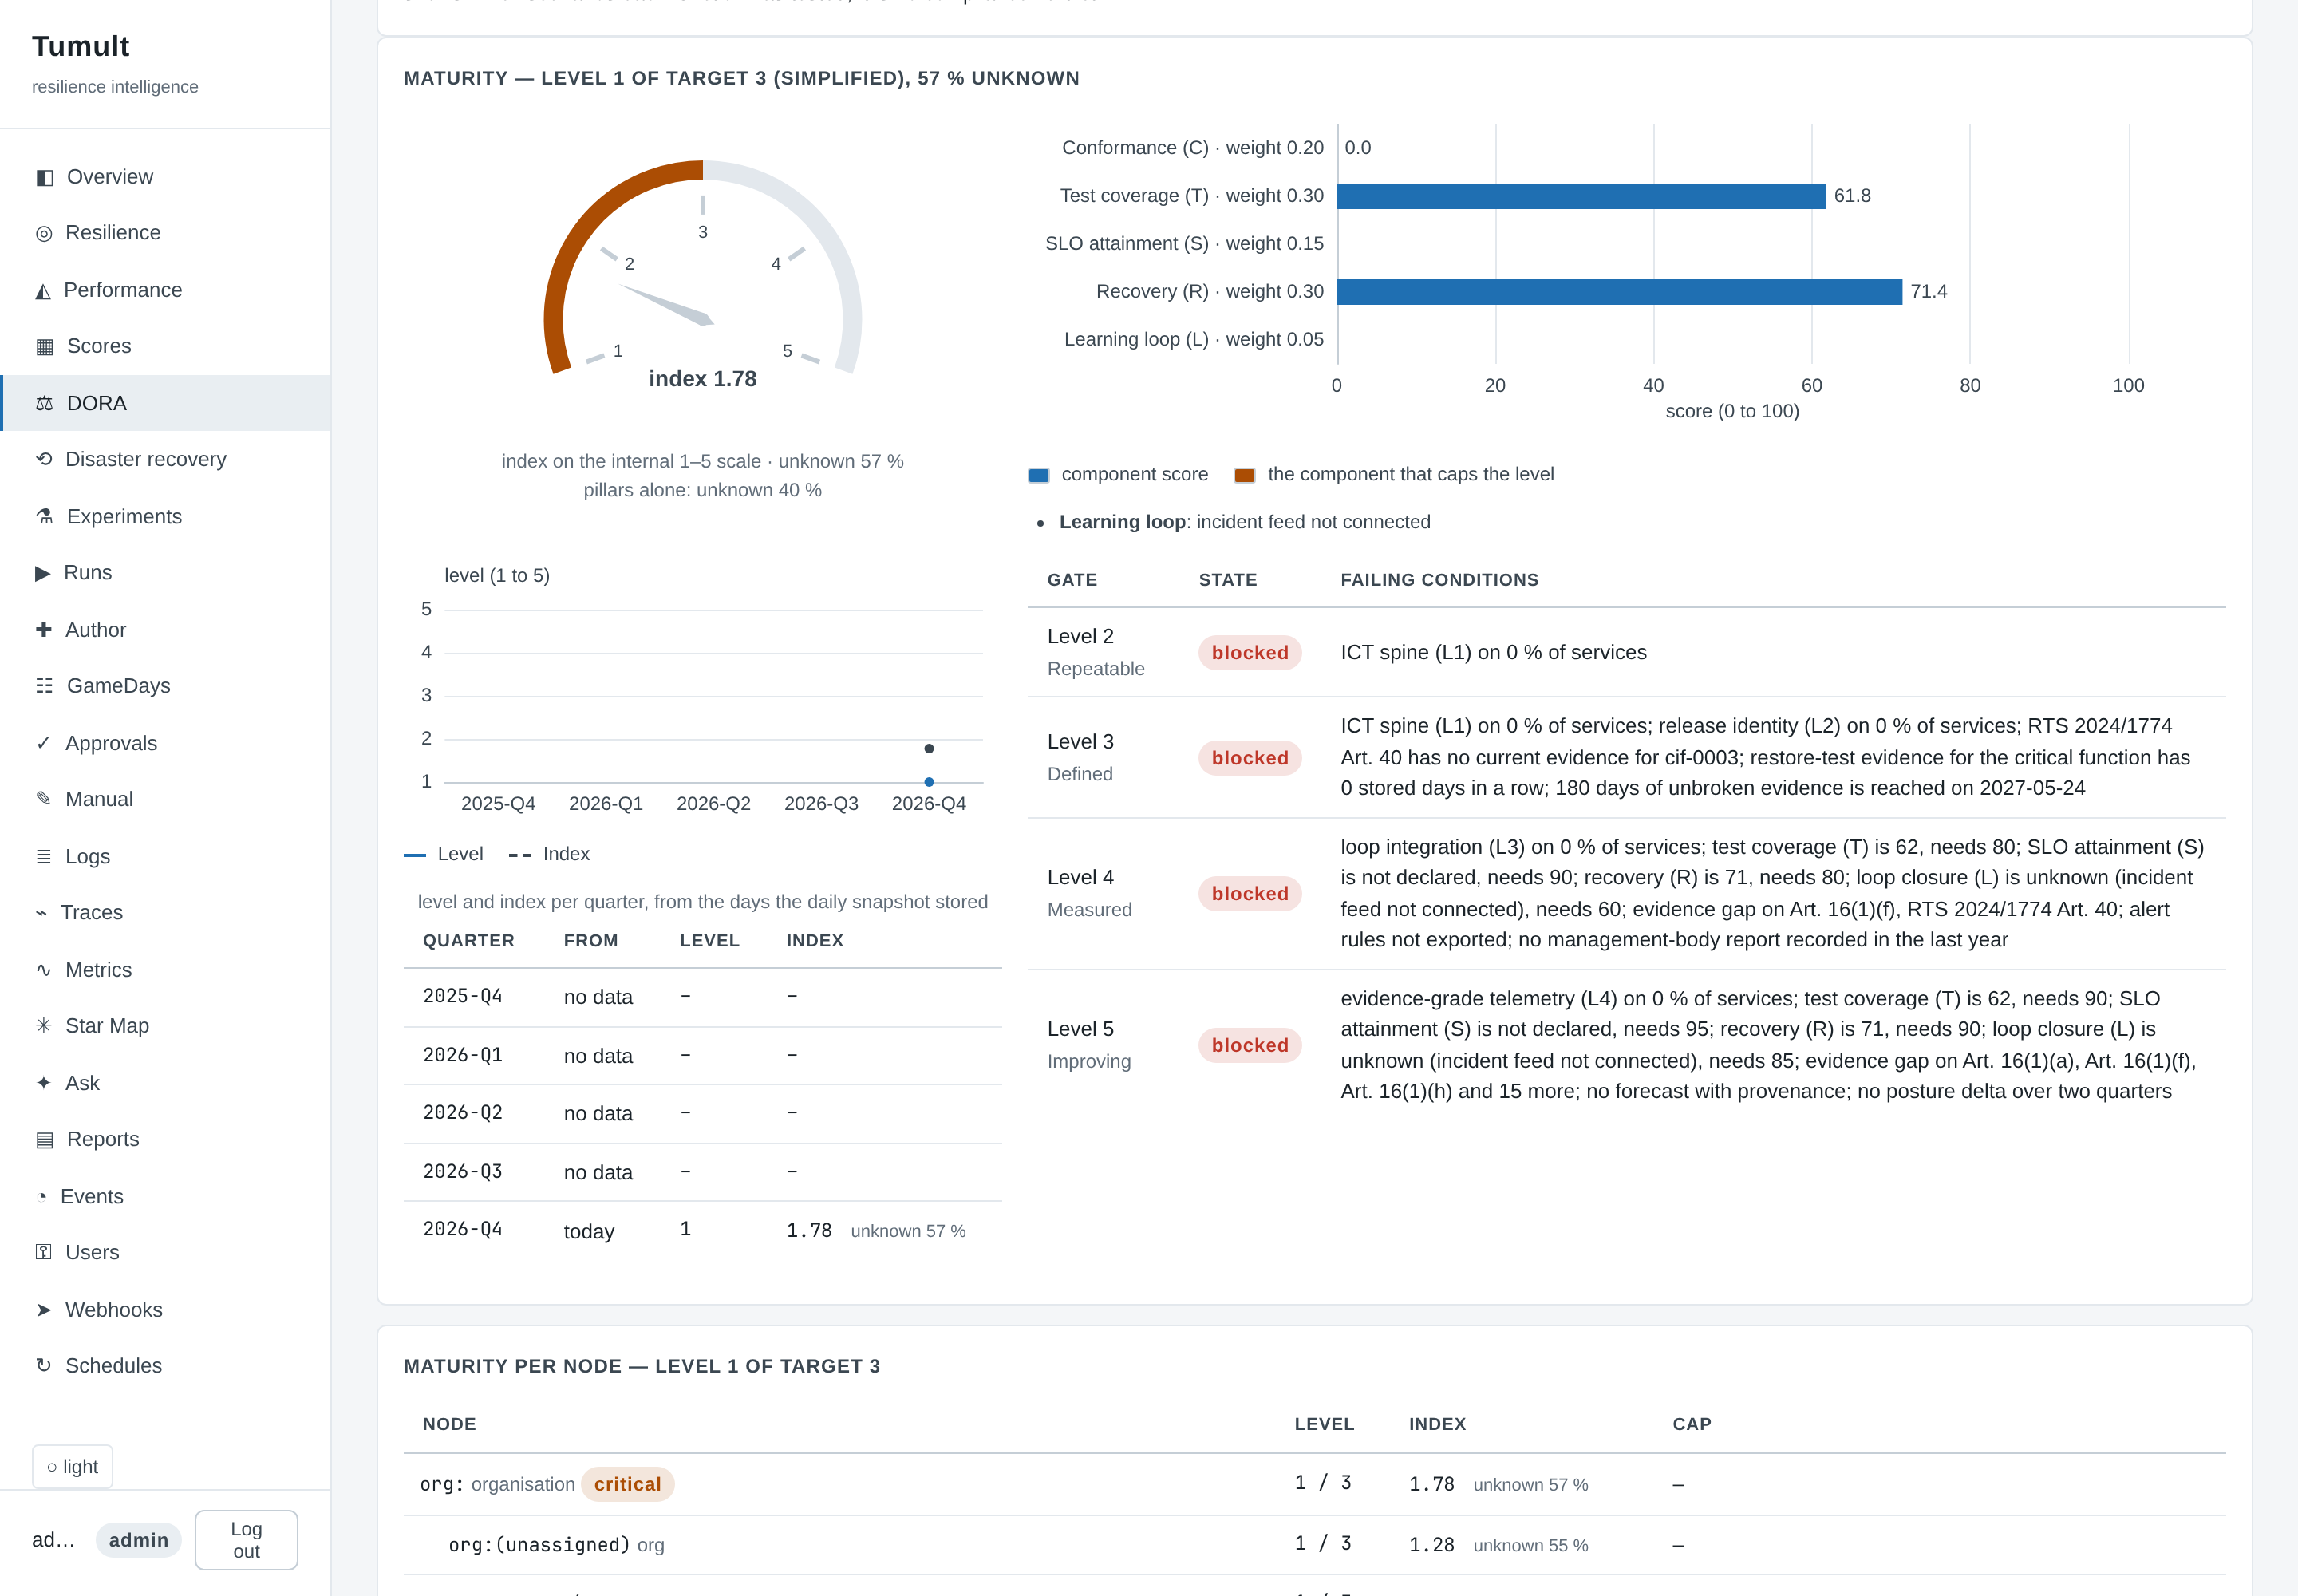 Tumult
resilience intelligence
Overview
Resilience
Performance
Scores
DORA
Disaster recovery
Experiments
Runs
Author
GameDays
Approvals
Manual
Logs
Traces
Metrics
Star Map
Ask
Reports
Events
Users
Webhooks
Schedules
light
ad…
admin
Log
out
MATURITY — LEVEL 1 OF TARGET 3 (SIMPLIFIED), 57 % UNKNOWN
1
2
3
4
5
index 1.78
index on the internal 1–5 scale · unknown 57 %
pillars alone: unknown 40 %
Conformance (C) · weight 0.20 0.0
Test coverage (T) · weight 0.30 61.8
SLO attainment (S) · weight 0.15
Recovery (R) · weight 0.30 71.4
Learning loop (L) · weight 0.05
0 20 40 60 80 100
score (0 to 100)
component score the component that caps the level
• Learning loop: incident feed not connected
level (1 to 5)
5
4
3
2
1
2025-Q4 2026-Q1 2026-Q2 2026-Q3 2026-Q4
Level Index
level and index per quarter, from the days the daily snapshot stored
QUARTER FROM LEVEL INDEX
2025-Q4 no data – –
2026-Q1 no data – –
2026-Q2 no data – –
2026-Q3 no data – –
2026-Q4 today 1 1.78 unknown 57 %
GATE STATE FAILING CONDITIONS
Level 2
Repeatable
blocked
ICT spine (L1) on 0 % of services
Level 3
Defined
blocked
ICT spine (L1) on 0 % of services; release identity (L2) on 0 % of services; RTS 2024/1774
Art. 40 has no current evidence for cif-0003; restore-test evidence for the critical function has
0 stored days in a row; 180 days of unbroken evidence is reached on 2027-05-24
Level 4
Measured
blocked
loop integration (L3) on 0 % of services; test coverage (T) is 62, needs 80; SLO attainment (S)
is not declared, needs 90; recovery (R) is 71, needs 80; loop closure (L) is unknown (incident
feed not connected), needs 60; evidence gap on Art. 16(1)(f), RTS 2024/1774 Art. 40; alert
rules not exported; no management-body report recorded in the last year
Level 5
Improving
blocked
evidence-grade telemetry (L4) on 0 % of services; test coverage (T) is 62, needs 90; SLO
attainment (S) is not declared, needs 95; recovery (R) is 71, needs 90; loop closure (L) is
unknown (incident feed not connected), needs 85; evidence gap on Art. 16(1)(a), Art. 16(1)(f),
Art. 16(1)(h) and 15 more; no forecast with provenance; no posture delta over two quarters
MATURITY PER NODE — LEVEL 1 OF TARGET 3
NODE LEVEL INDEX CAP
org: organisation critical 1 / 3 1.78 unknown 57 % –
org:(unassigned) org 1 / 3 1.28 unknown 55 % –